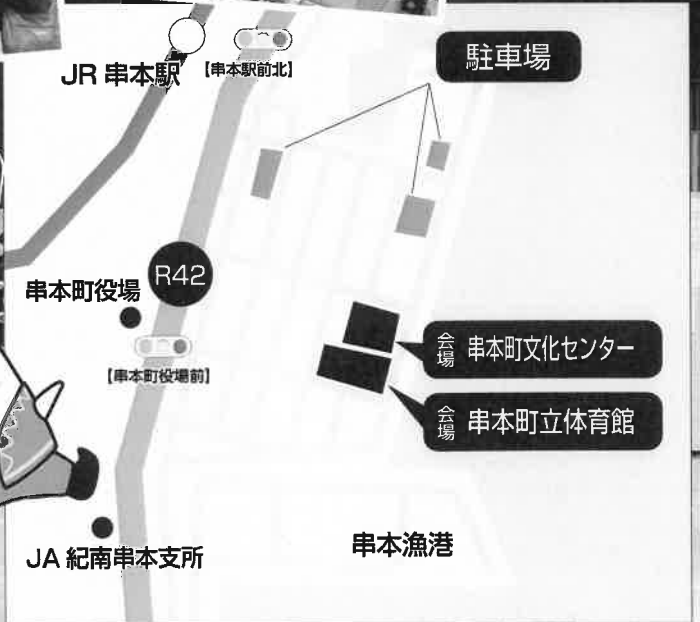 JR 串本駅
【串本駅前北】
駐車場
R42
串本町役場
【串本町役場前】
会場 串本町文化センター
会場 串本町立体育館
串本漁港
JA 紀南串本支所